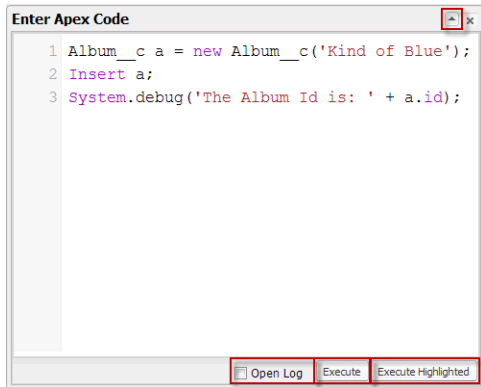 Enter Apex Code x
1 Album__c a = new Album__c('Kind of Blue');
2 Insert a;
3 System.debug('The Album Id is: ' + a.id);
Open Log Execute Execute Highlighted